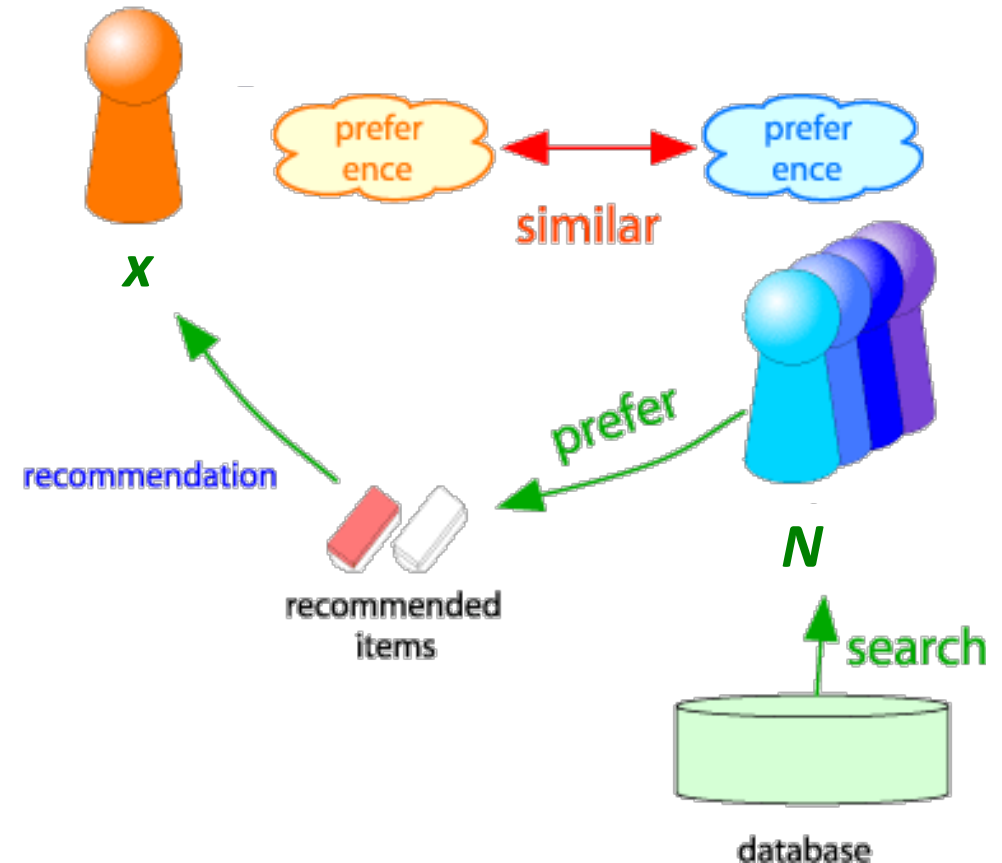 prefer
ence
prefer
ence
similar
x
prefer
recommendation
N
recommended
items
search
database